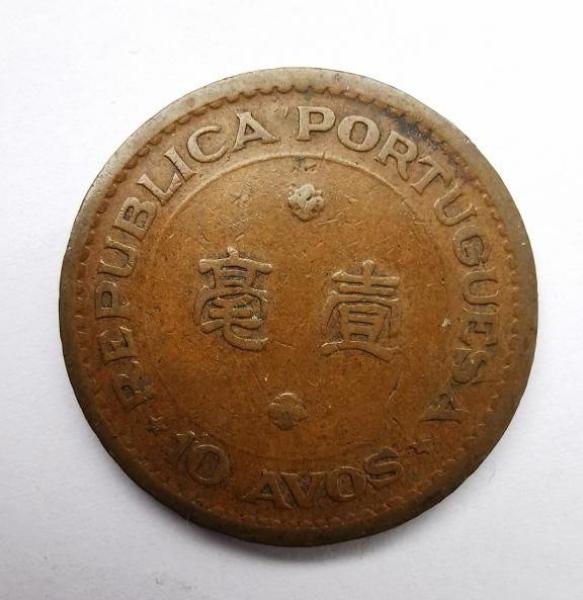 REPUBLICA PORTUGUESA
毫 壹
10 AVOS